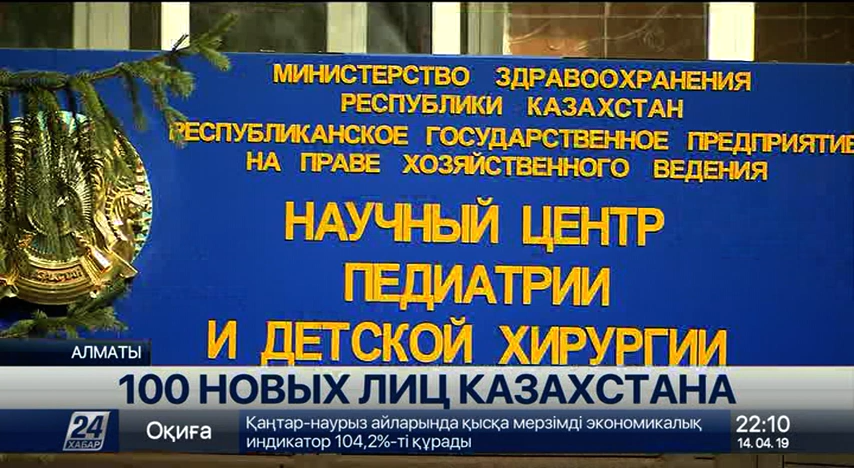 МИНИСТЕРСТВО ЗДРАВООХРАНЕНИЯ
РЕСПУБЛИКИ КАЗАХСТАН
РЕСПУБЛИКАНСКОЕ ГОСУДАРСТВЕННОЕ ПРЕДПРИЯТИЕ
НА ПРАВЕ ХОЗЯЙСТВЕННОГО ВЕДЕНИЯ
НАУЧНЫЙ ЦЕНТР
ПЕДИАТРИИ
И ДЕТСКОЙ ХИРУРГИИ
АЛМАТЫ
100 НОВЫХ ЛИЦ КАЗАХСТАНА
24
ХАБАР
Оқиға
Қаңтар-наурыз айларында қысқа мерзімді экономикалық
индикатор 104,2%-ті құрады
22:10
14.04.19